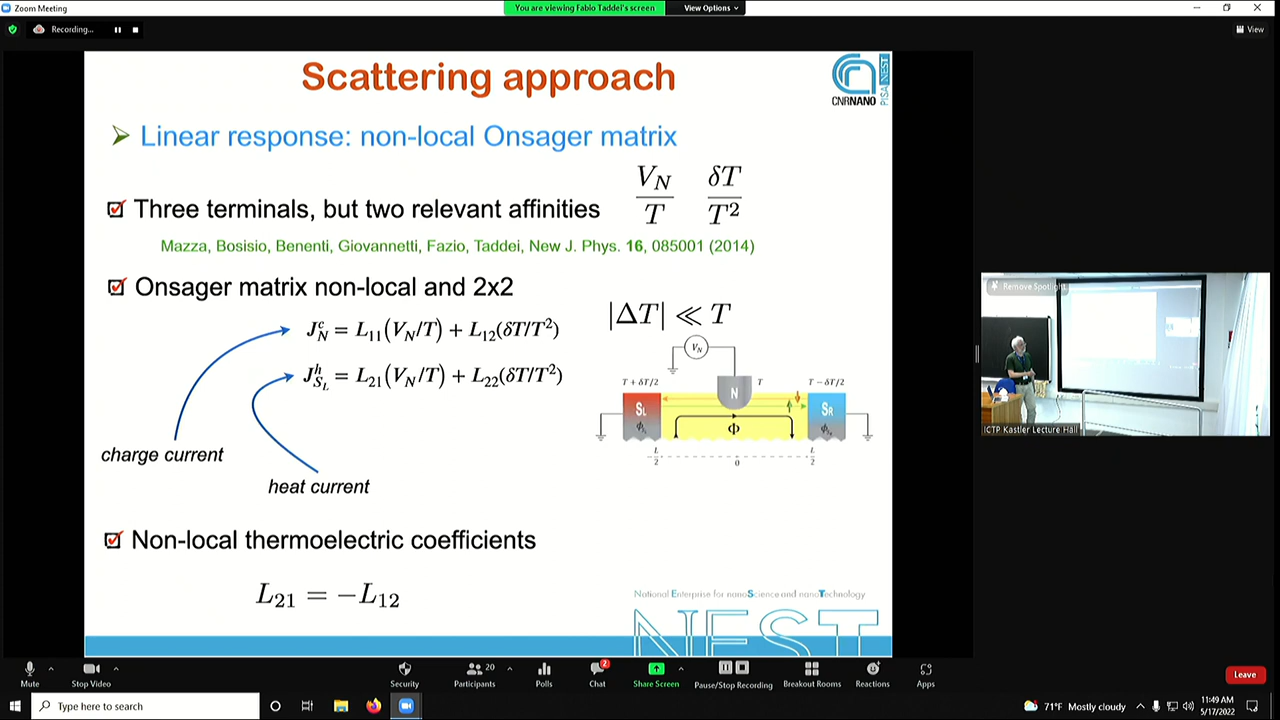 Zoom Meeting
You are viewing Fabio Taddei's screen
View Options
Recording...
View
Scattering approach
CNRNANO
PISA NEST
Linear response: non-local Onsager matrix
V_N/T δT/T²
Three terminals, but two relevant affinities
Mazza, Bosisio, Benenti, Giovannetti, Fazio, Taddei, New J. Phys. 16, 085001 (2014)
Onsager matrix non-local and 2x2
|ΔT| ≪ T
J^c_N = L₁₁(V_N/T) + L₁₂(δT/T²)
J^h_{S_L} = L₂₁(V_N/T) + L₂₂(δT/T²)
V_N
T + δT/2
N
T
T − δT/2
S_L
S_R
Φ
-L/2
0
L/2
charge current
heat current
Non-local thermoelectric coefficients
L₂₁ = −L₁₂
National Enterprise for nanoScience and nanoTechnology
NEST
Remove Spotlight
ICTP Kastler Lecture Hall
Mute
Stop Video
Security
20
Participants
Polls
2
Chat
Share Screen
Pause/Stop Recording
Breakout Rooms
Reactions
Apps
Leave
Type here to search
71°F Mostly cloudy
11:49 AM
5/17/2022